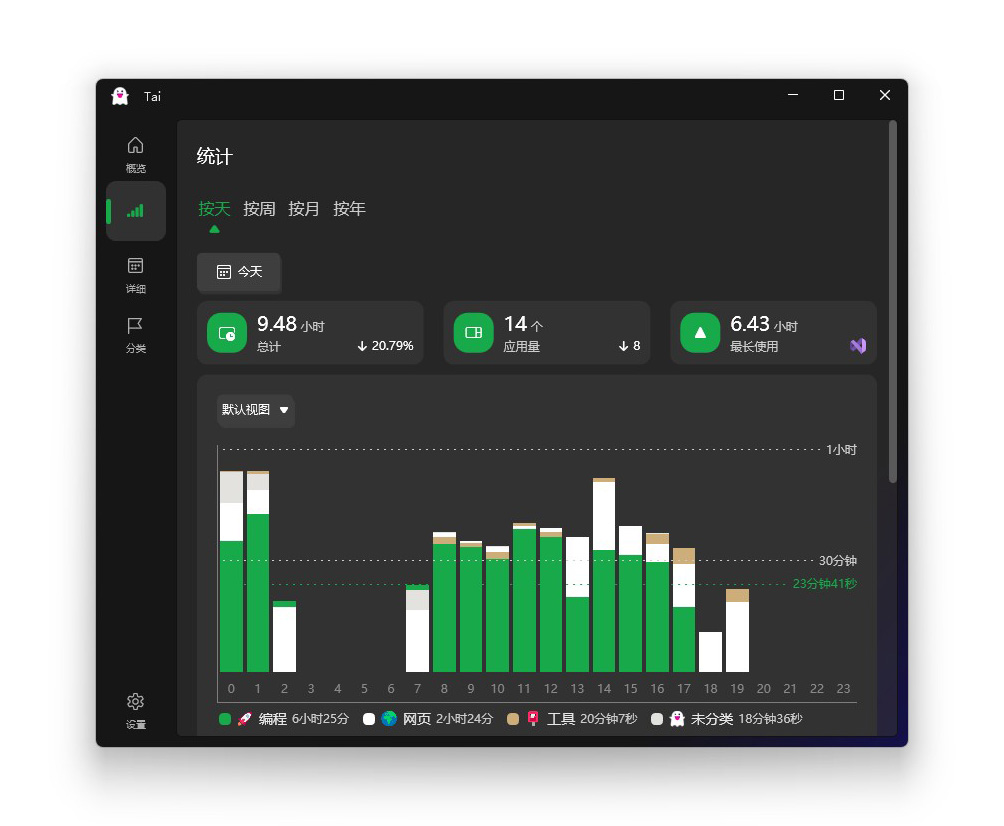 Tai
概览
详细
分类
设置
统计
按天 按周 按月 按年
今天
9.48 小时
总计
20.79%
14 个
应用量
8
6.43 小时
最长使用
默认视图
1小时
30分钟
23分钟41秒
0 1 2 3 4 5 6 7 8 9 10 11 12 13 14 15 16 17 18 19 20 21 22 23
编程 6小时25分 网页 2小时24分 工具 20分钟7秒 未分类 18分钟36秒